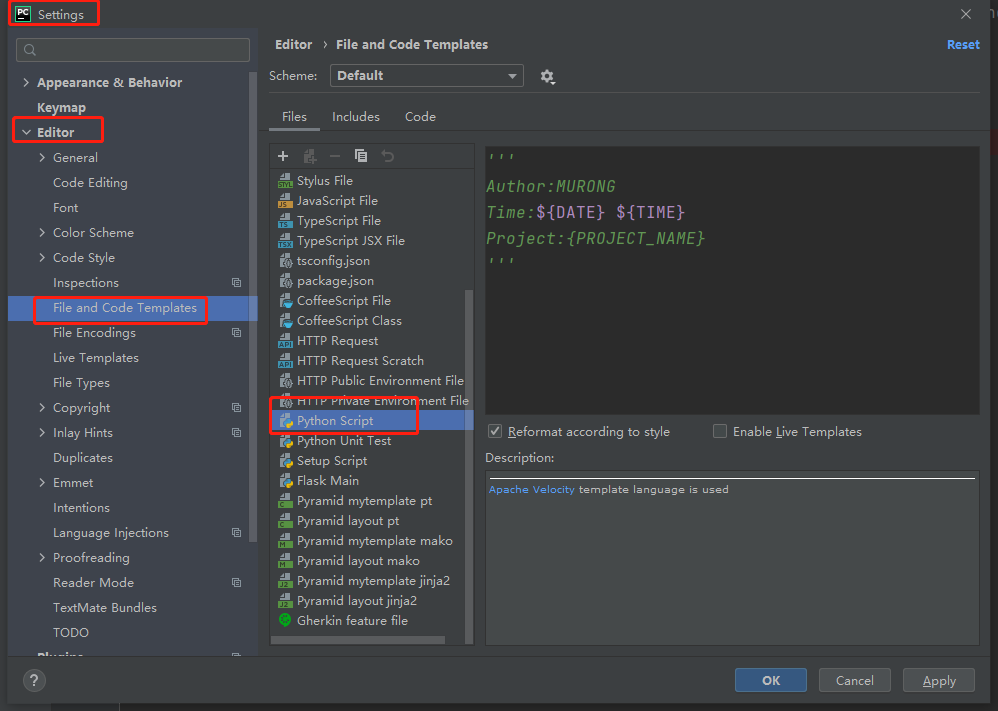 PC
Settings
Editor › File and Code Templates
Reset
Scheme: Default
Files Includes Code
Appearance & Behavior
Keymap
Editor
General
Code Editing
Font
Color Scheme
Code Style
Inspections
File and Code Templates
File Encodings
Live Templates
File Types
Copyright
Inlay Hints
Duplicates
Emmet
Intentions
Language Injections
Proofreading
Reader Mode
TextMate Bundles
TODO
Plugins
Stylus File
JavaScript File
TypeScript File
TypeScript JSX File
tsconfig.json
package.json
CoffeeScript File
CoffeeScript Class
HTTP Request
HTTP Request Scratch
HTTP Public Environment File
HTTP Private Environment File
Python Script
Python Unit Test
Setup Script
Flask Main
Pyramid mytemplate pt
Pyramid layout pt
Pyramid mytemplate mako
Pyramid layout mako
Pyramid mytemplate jinja2
Pyramid layout jinja2
Gherkin feature file
'''
Author:MURONG
Time:${DATE} ${TIME}
Project:{PROJECT_NAME}
'''
Reformat according to style Enable Live Templates
Description:
Apache Velocity template language is used
? OK Cancel Apply